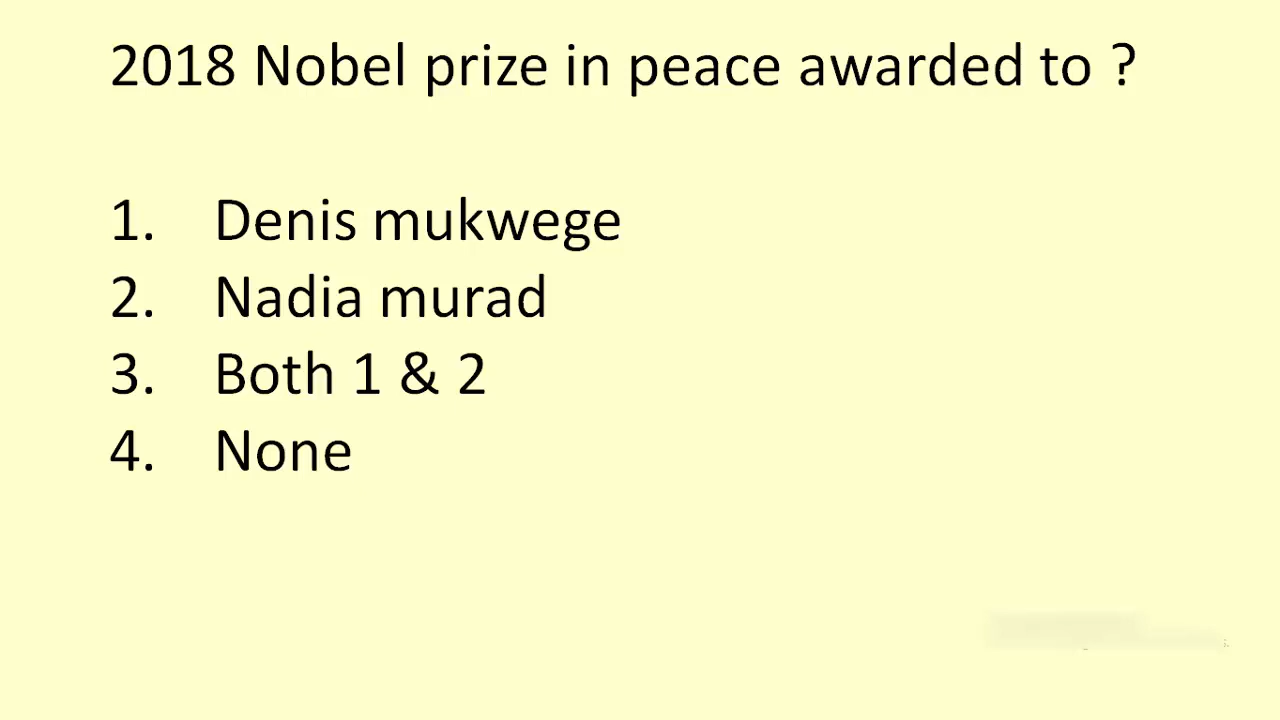 2018 Nobel prize in peace awarded to ?
1. Denis mukwege
2. Nadia murad
3. Both 1 & 2
4. None